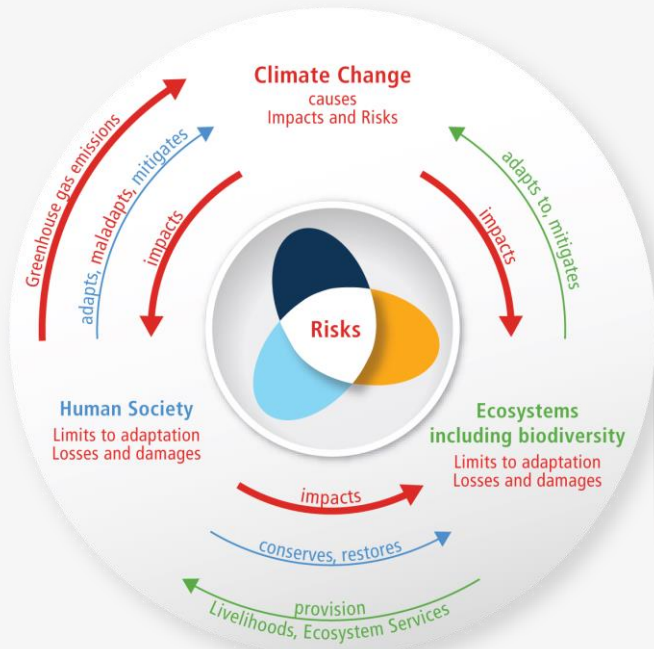 Climate Change
causes
Impacts and Risks
Greenhouse gas emissions
adapts, maladapts, mitigates
impacts
impacts
adapts to, mitigates
Risks
Human Society
Limits to adaptation
Losses and damages
Ecosystems
including biodiversity
Limits to adaptation
Losses and damages
impacts
conserves, restores
provision
Livelihoods, Ecosystem Services